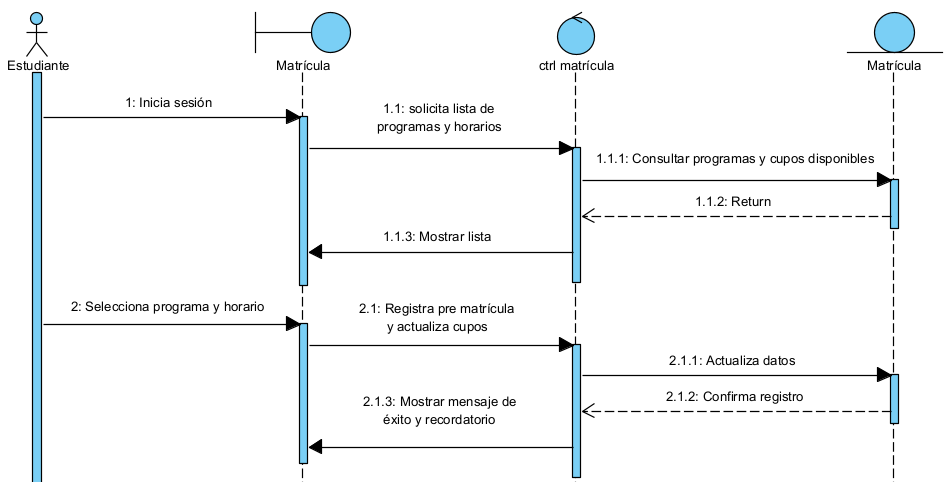 Estudiante
Matrícula
ctrl matrícula
Matrícula
1: Inicia sesión
1.1: solicita lista de
programas y horarios
1.1.1: Consultar programas y cupos disponibles
1.1.2: Return
1.1.3: Mostrar lista
2: Selecciona programa y horario
2.1: Registra pre matrícula
y actualiza cupos
2.1.1: Actualiza datos
2.1.2: Confirma registro
2.1.3: Mostrar mensaje de
éxito y recordatorio